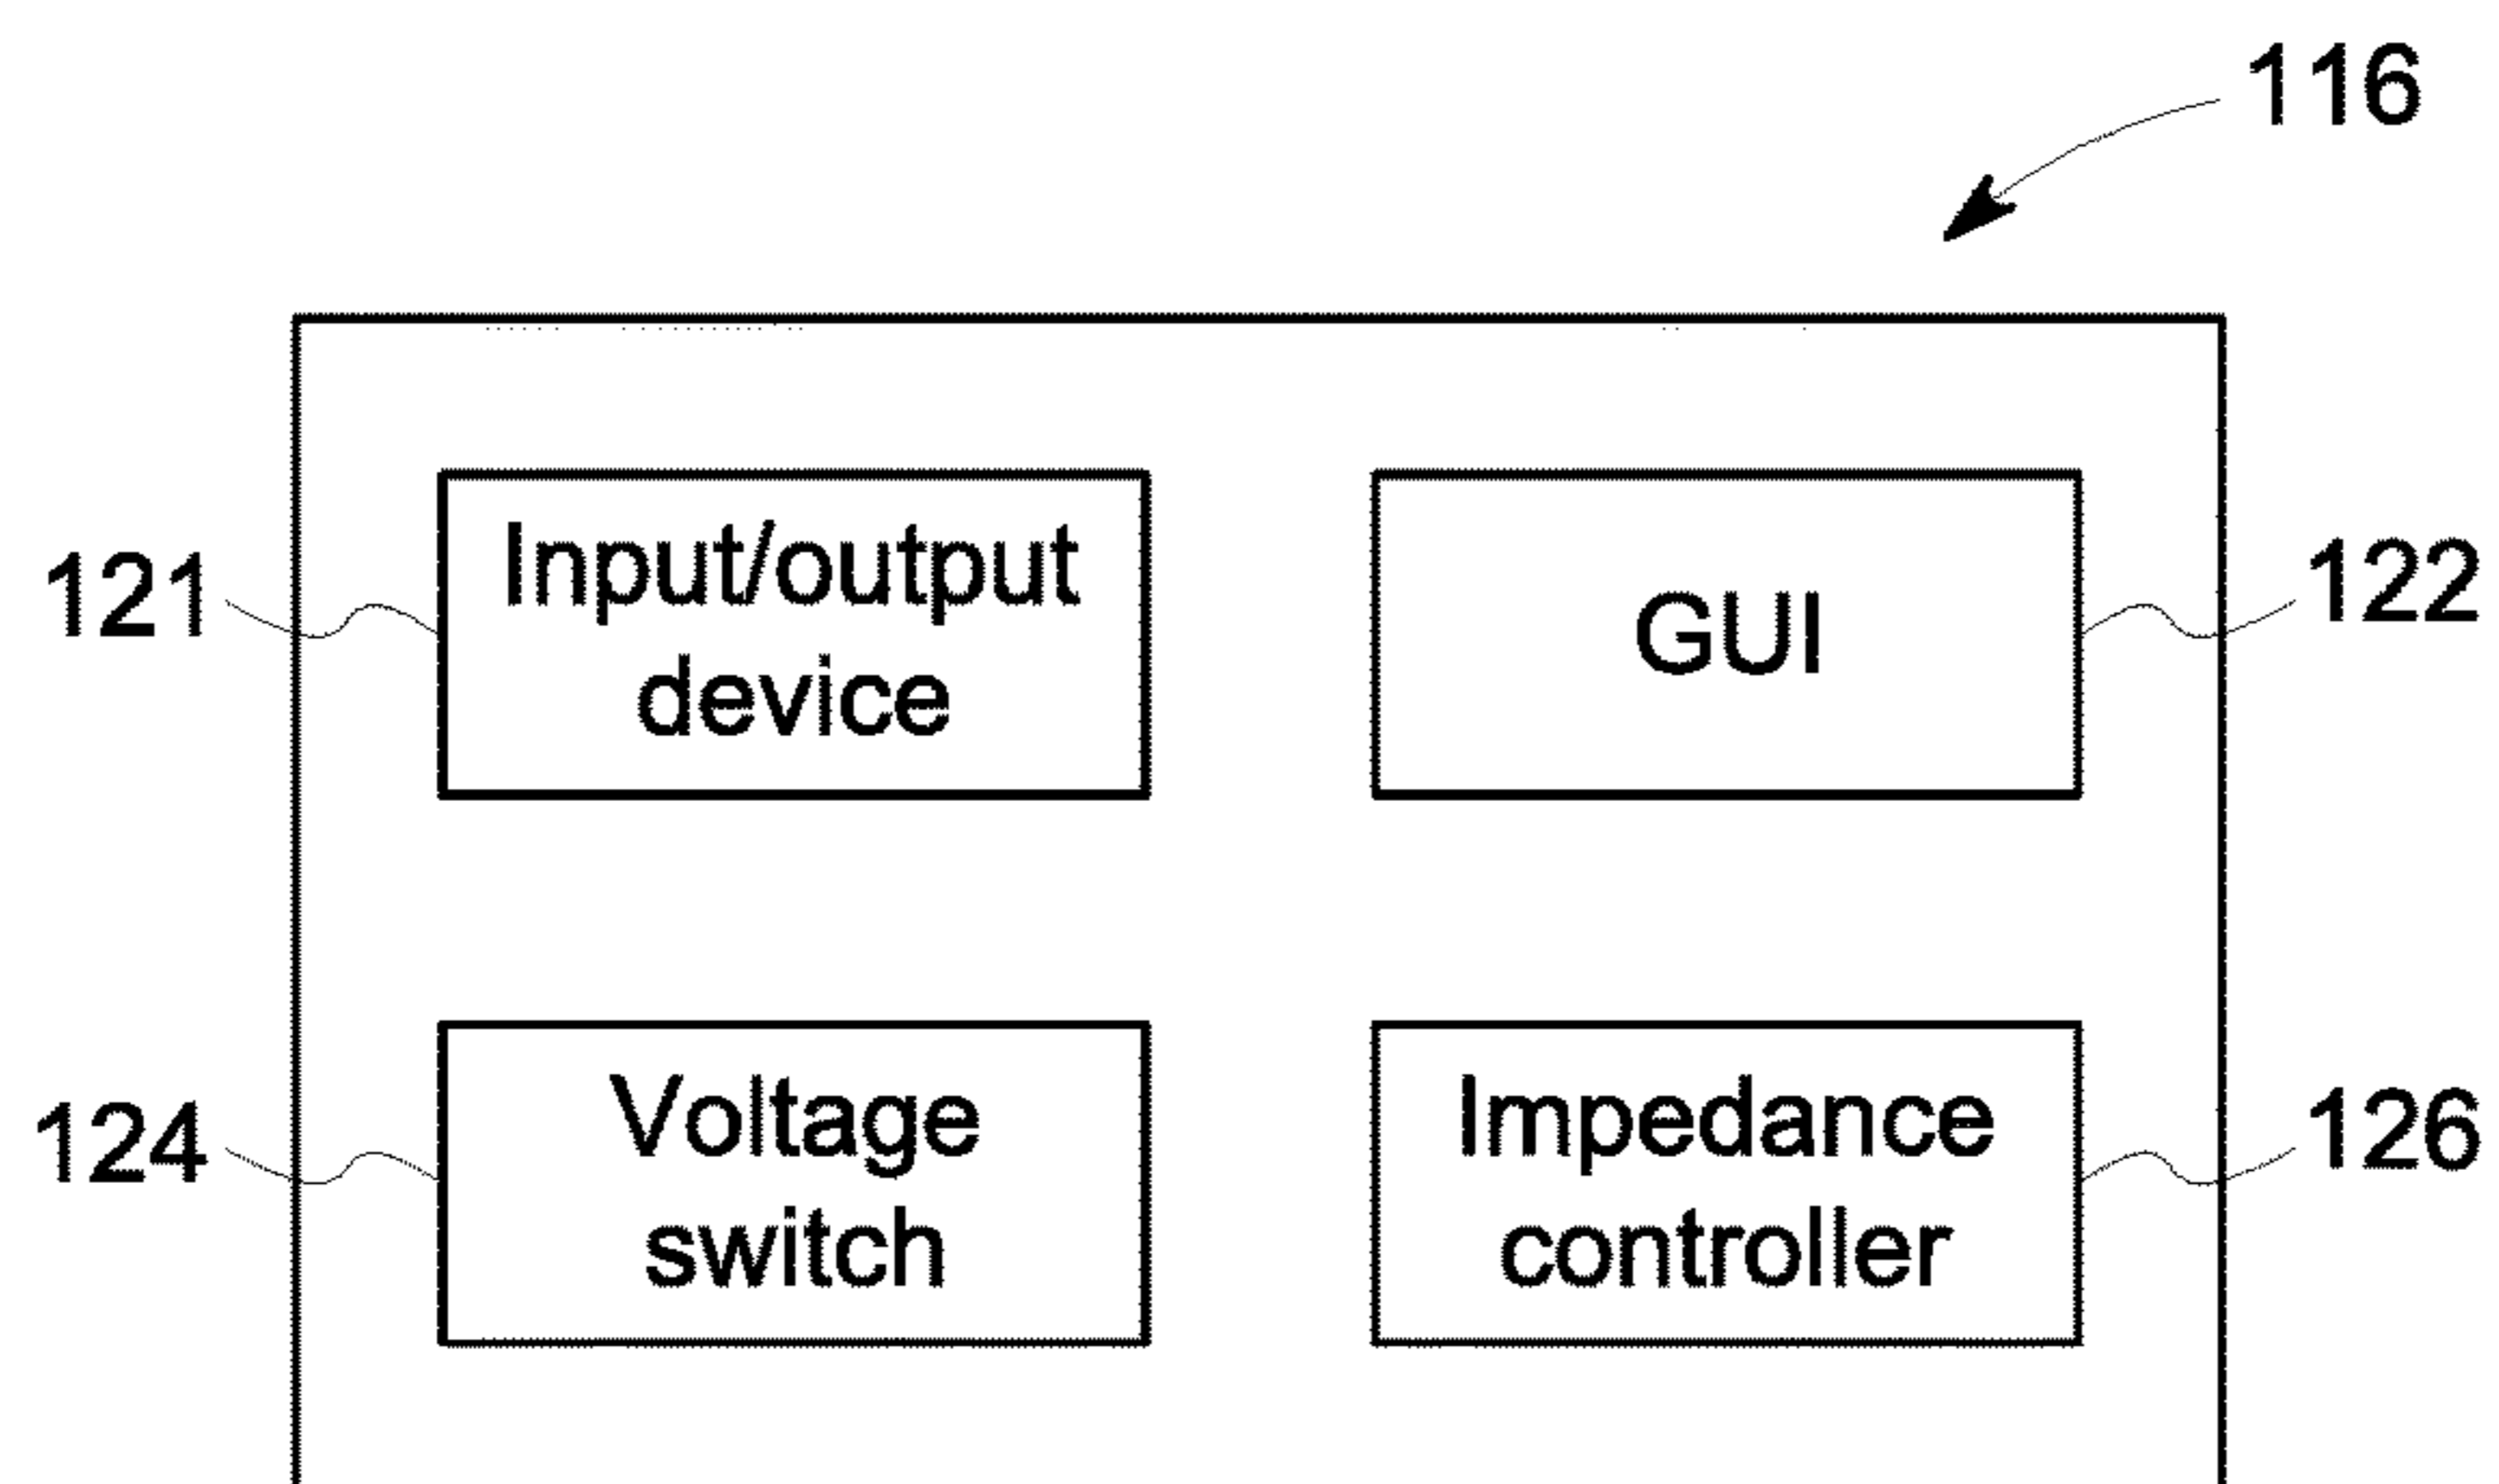 116
121
Input/output
device
GUI
122
124
Voltage
switch
Impedance
controller
126